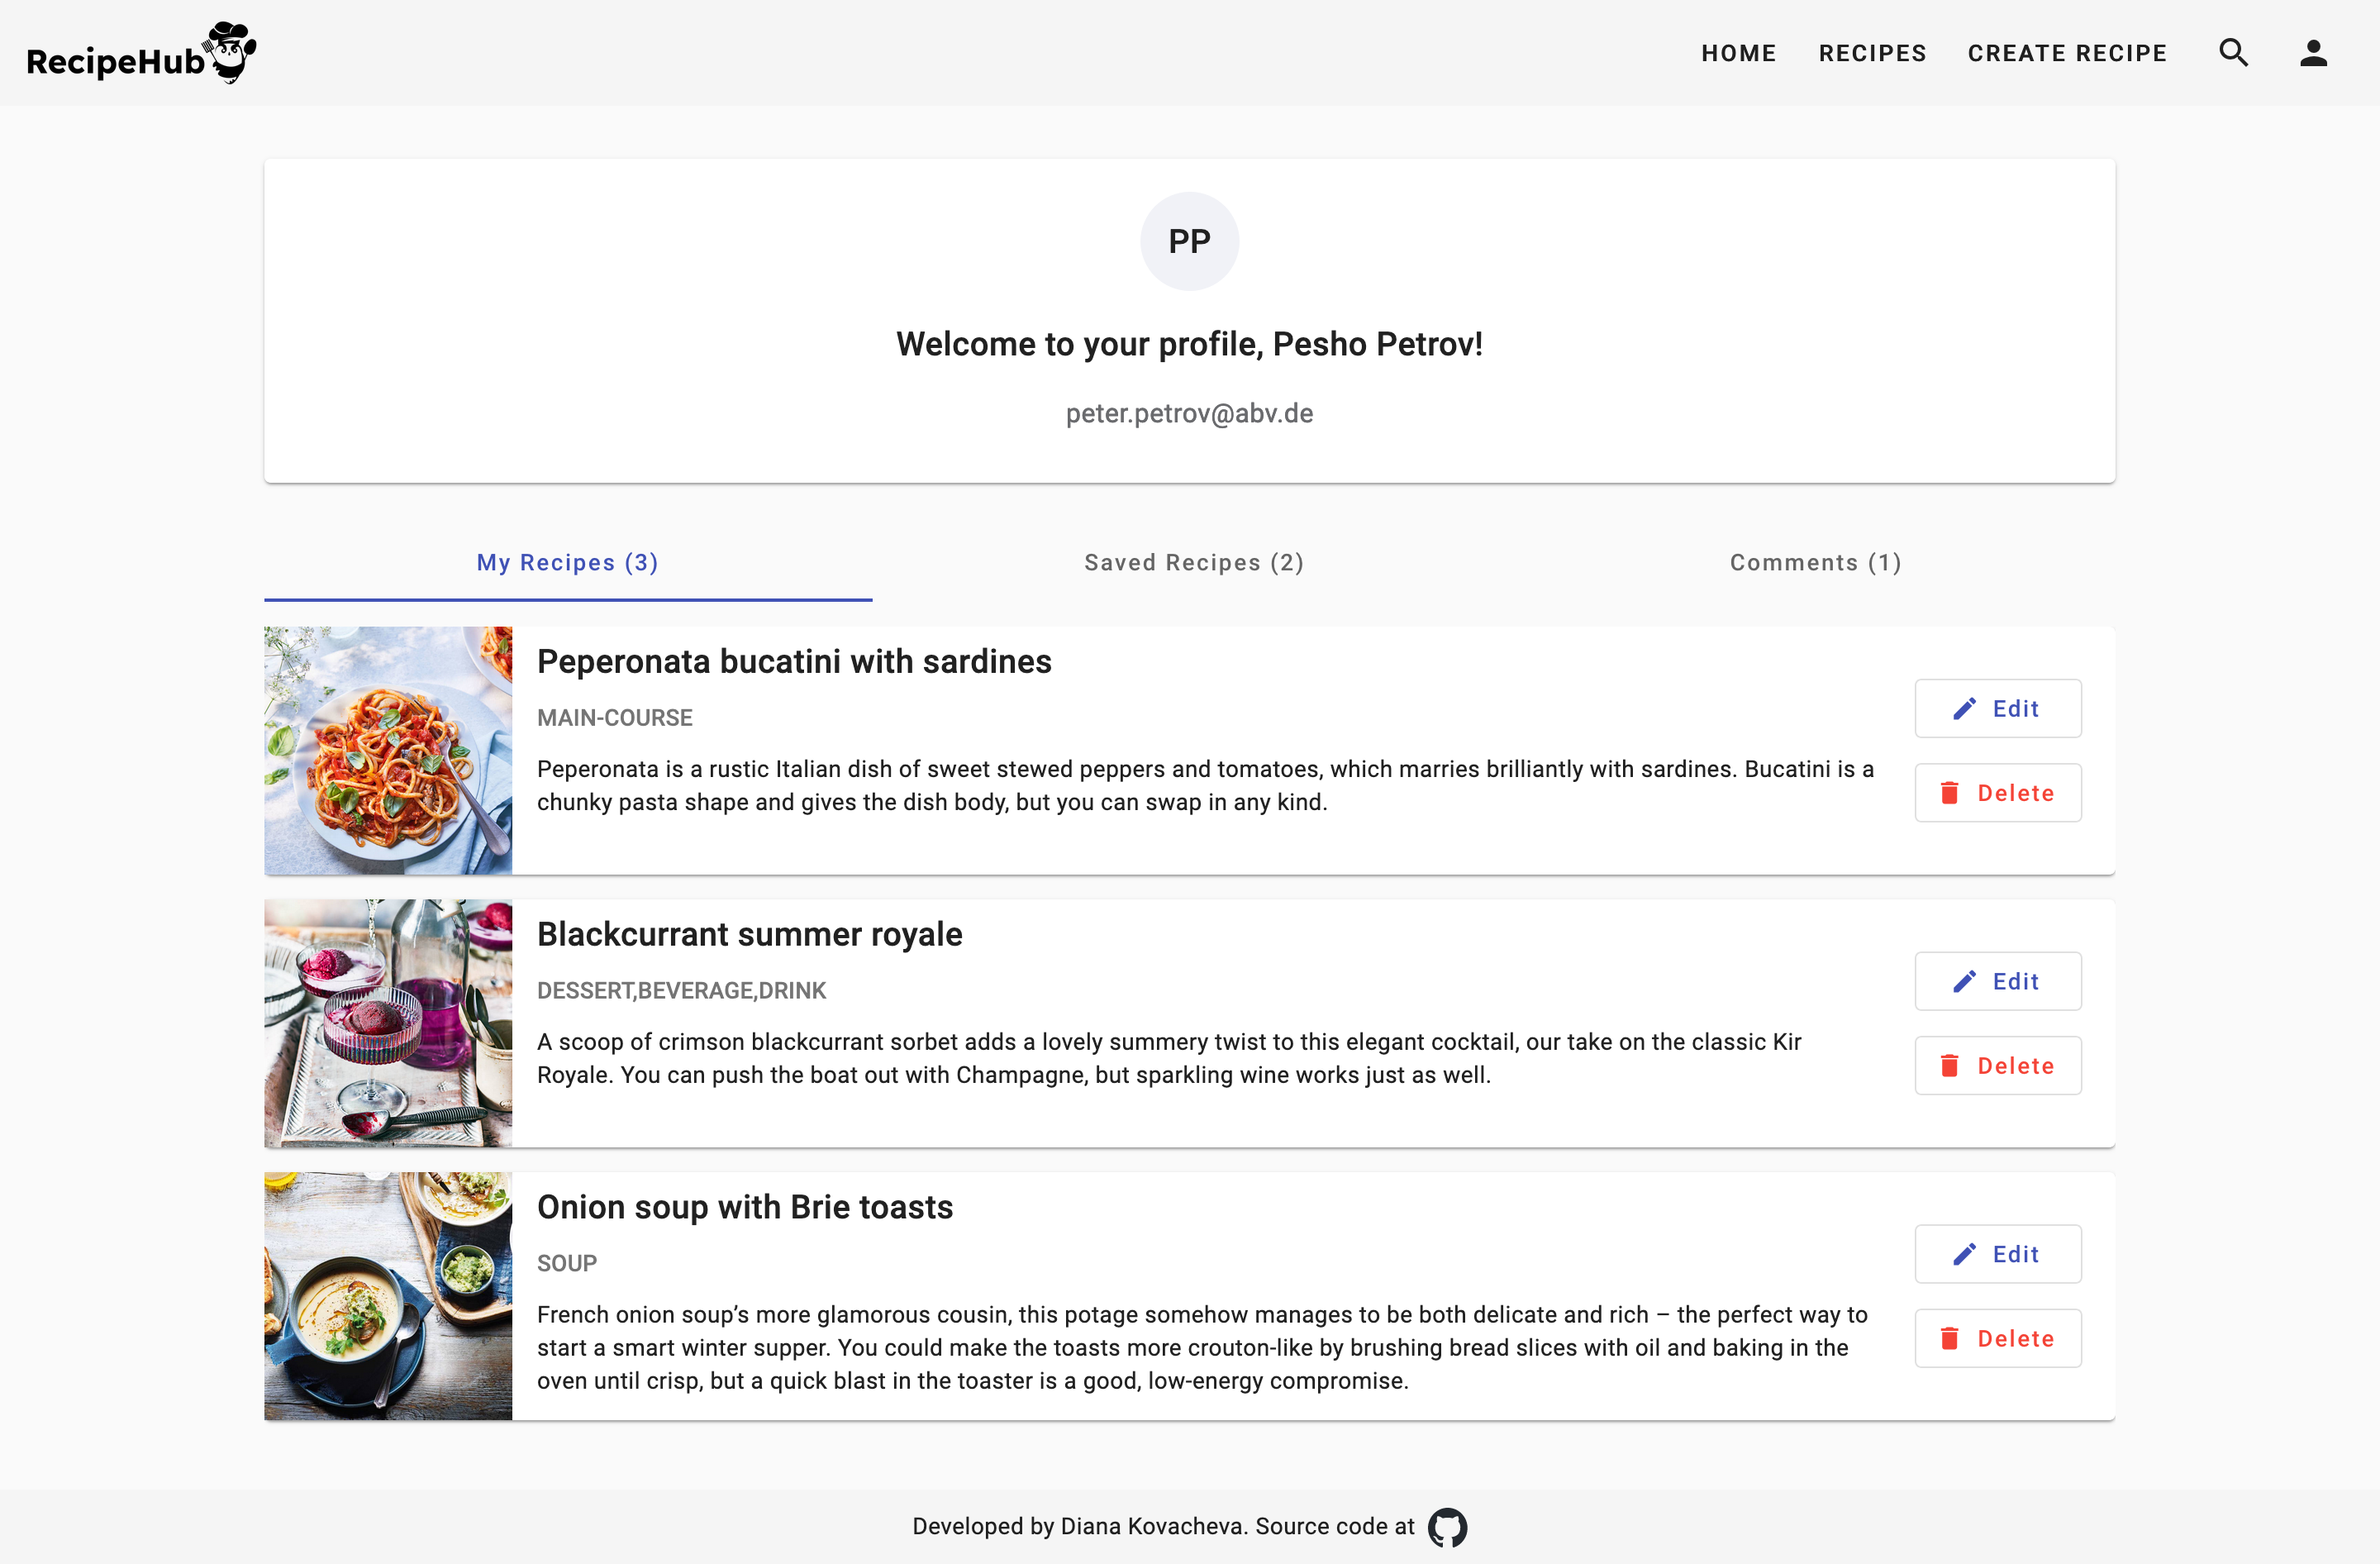 RecipeHub
HOME
RECIPES
CREATE RECIPE
PP
Welcome to your profile, Pesho Petrov!
peter.petrov@abv.de
My Recipes (3)
Saved Recipes (2)
Comments (1)
Peperonata bucatini with sardines
MAIN-COURSE
Peperonata is a rustic Italian dish of sweet stewed peppers and tomatoes, which marries brilliantly with sardines. Bucatini is a
chunky pasta shape and gives the dish body, but you can swap in any kind.
Edit
Delete
Blackcurrant summer royale
DESSERT,BEVERAGE,DRINK
A scoop of crimson blackcurrant sorbet adds a lovely summery twist to this elegant cocktail, our take on the classic Kir
Royale. You can push the boat out with Champagne, but sparkling wine works just as well.
Edit
Delete
Onion soup with Brie toasts
SOUP
French onion soup’s more glamorous cousin, this potage somehow manages to be both delicate and rich – the perfect way to
start a smart winter supper. You could make the toasts more crouton-like by brushing bread slices with oil and baking in the
oven until crisp, but a quick blast in the toaster is a good, low-energy compromise.
Edit
Delete
Developed by Diana Kovacheva. Source code at